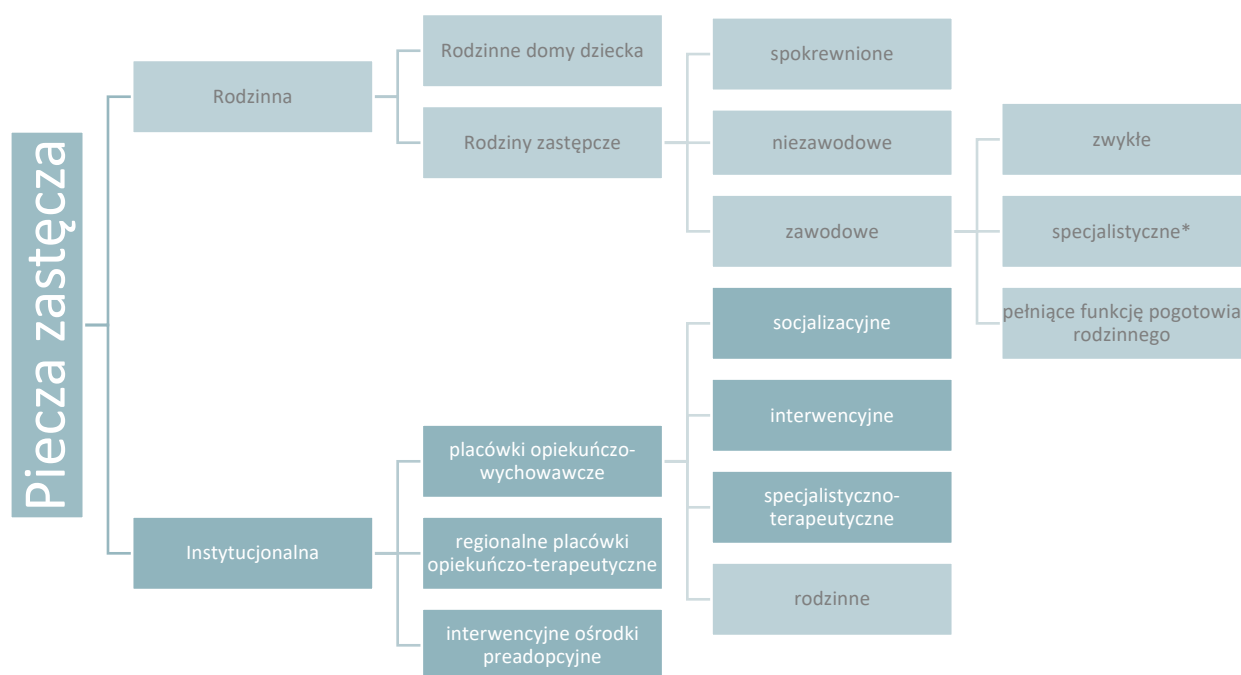 Piecza zastęcza
Rodzinna
Rodzinne domy dziecka
Rodziny zastępcze
spokrewnione
niezawodowe
zawodowe
zwykłe
specjalistyczne*
pełniące funkcję pogotowia
rodzinnego
Instytucjonalna
placówki opiekuńczo-
wychowawcze
socjalizacyjne
interwencyjne
specjalistyczno-
terapeutyczne
rodzinne
regionalne placówki
opiekuńczo-terapeutyczne
interwencyjne ośrodki
preadopcyjne